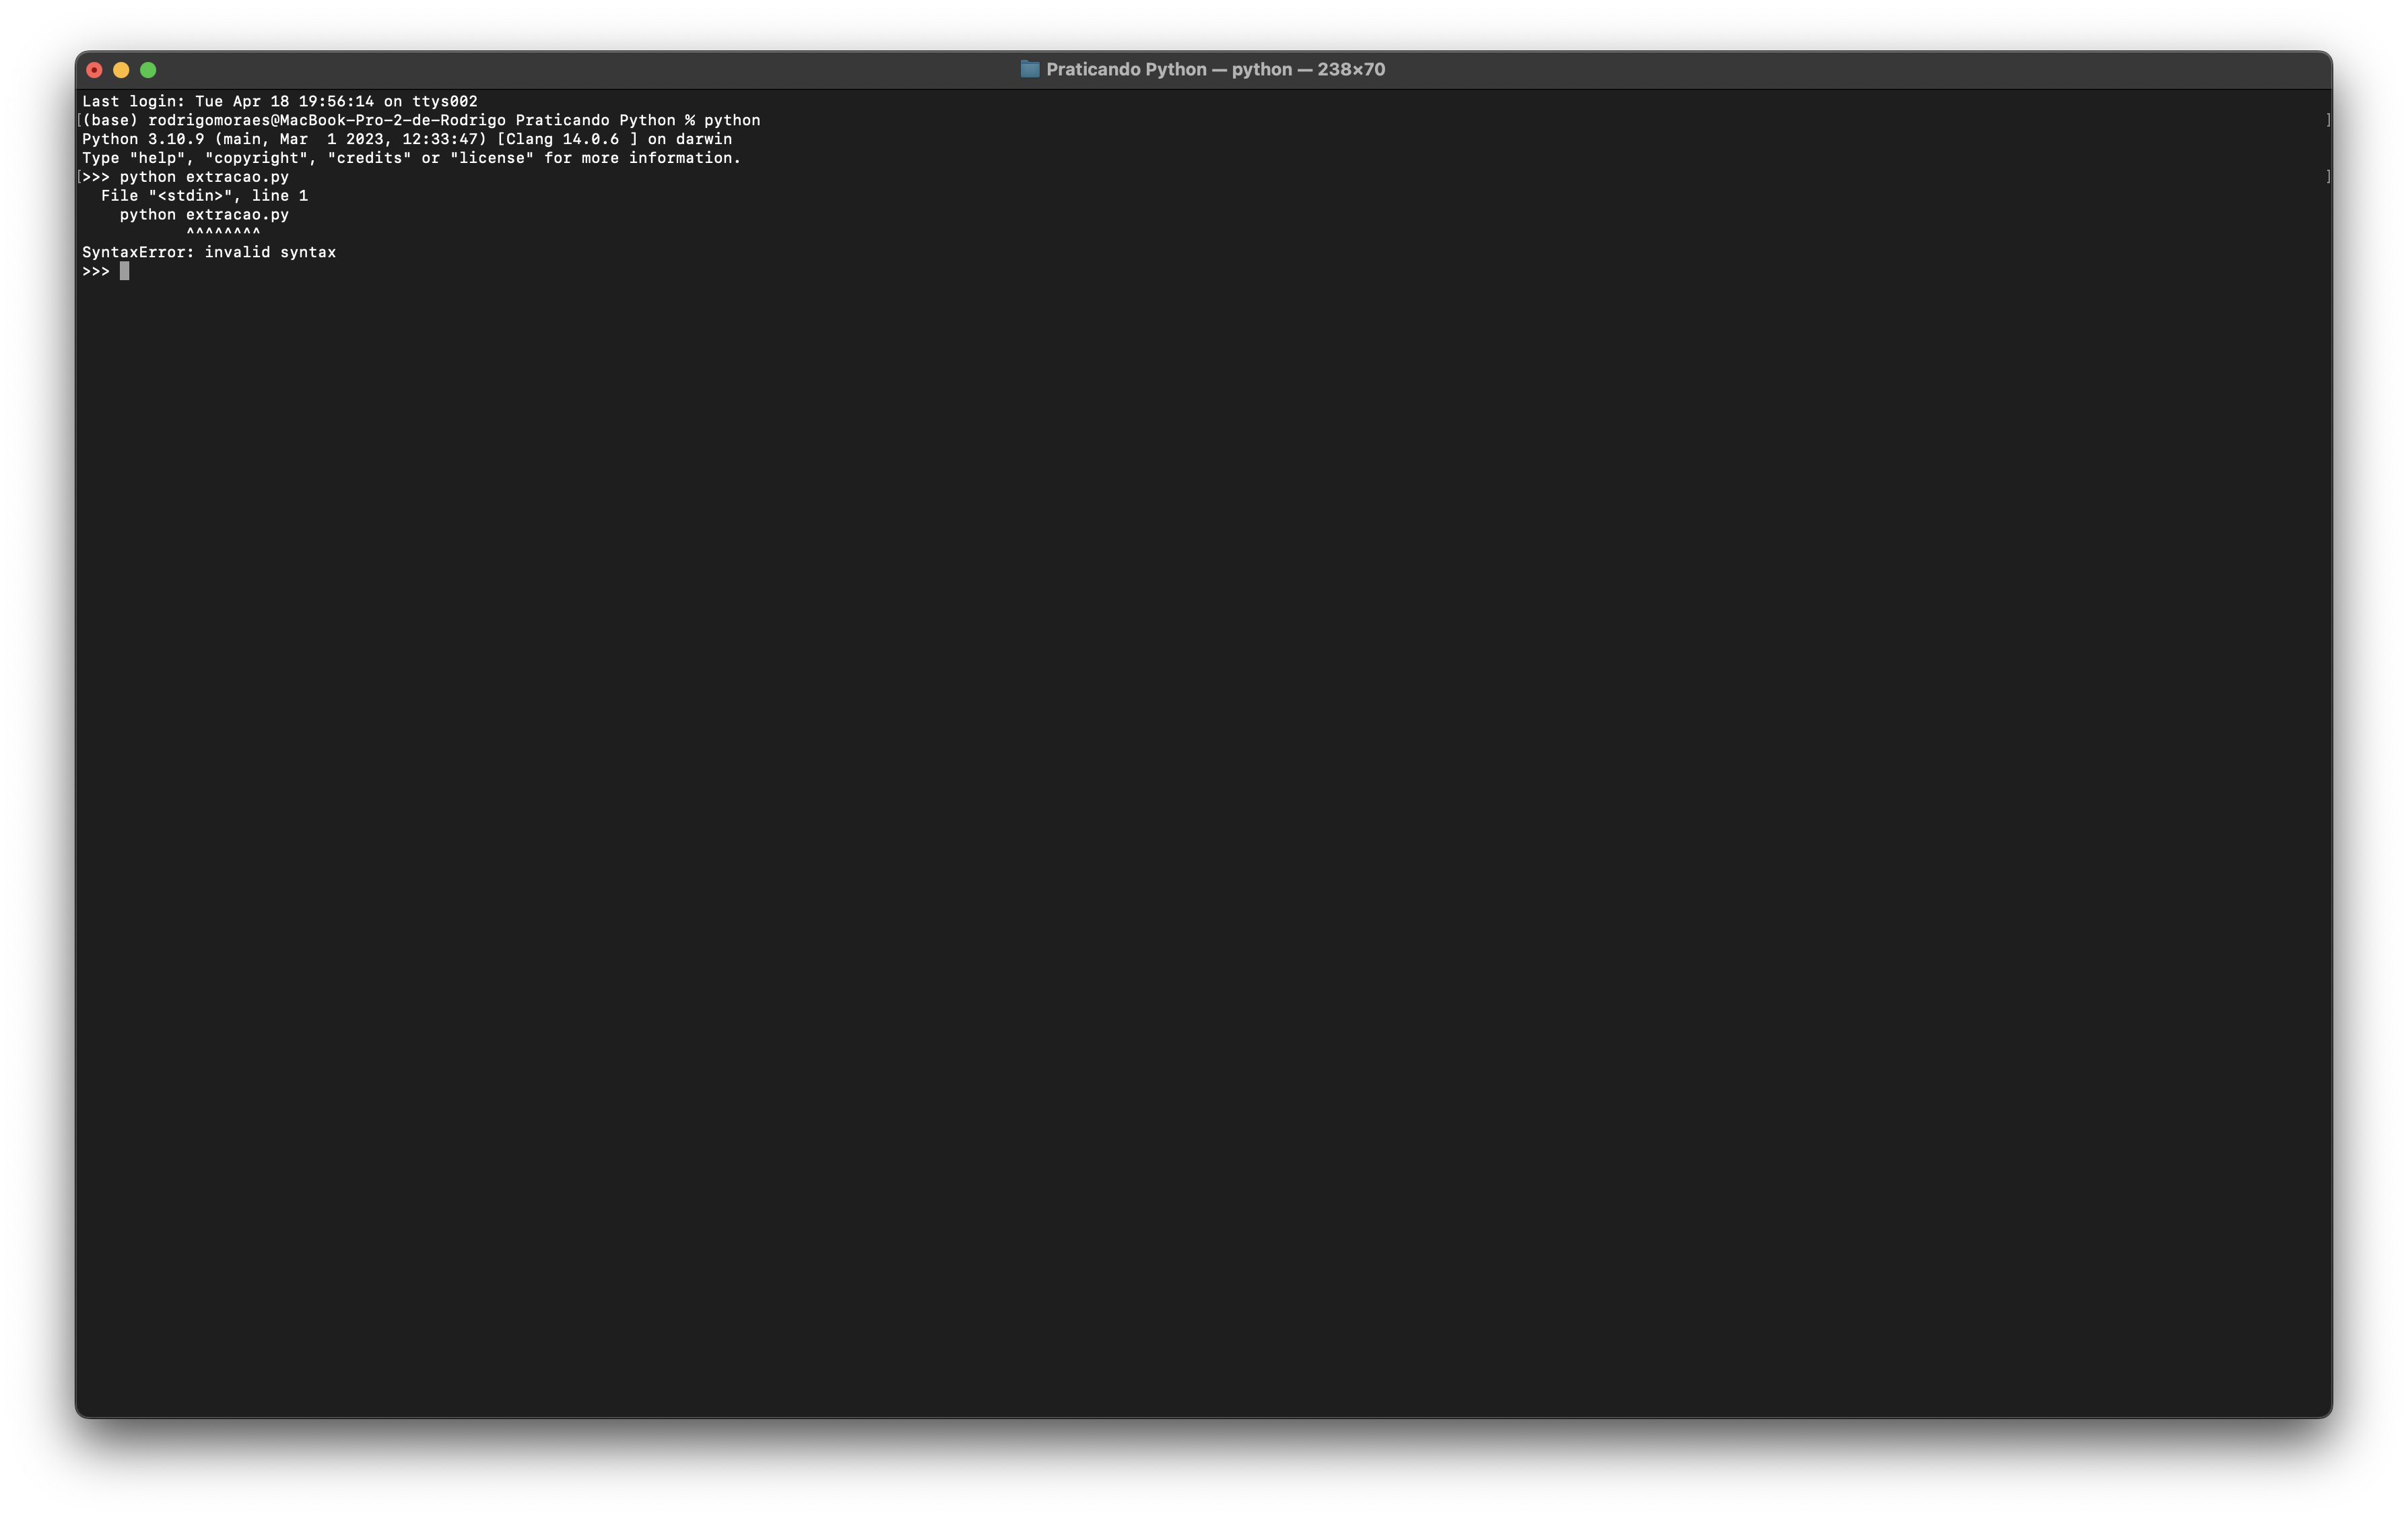 Praticando Python — python — 238×70
Last login: Tue Apr 18 19:56:14 on ttys002
[(base) rodrigomoraes@MacBook-Pro-2-de-Rodrigo Praticando Python % python ]
Python 3.10.9 (main, Mar  1 2023, 12:33:47) [Clang 14.0.6 ] on darwin
Type "help", "copyright", "credits" or "license" for more information.
[>>> python extracao.py ]
  File "<stdin>", line 1
    python extracao.py
           ^^^^^^^^
SyntaxError: invalid syntax
>>>